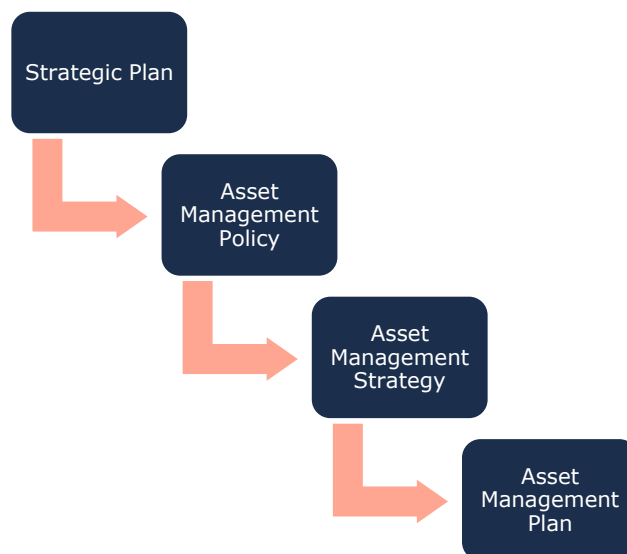 Strategic Plan
Asset
Management
Policy
Asset
Management
Strategy
Asset
Management
Plan